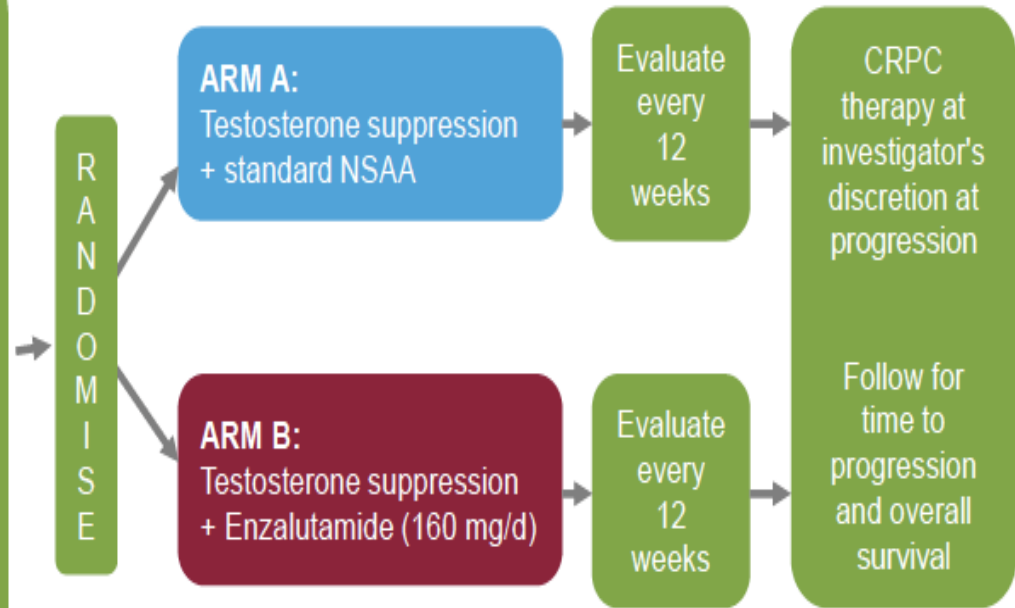 R
A
N
D
O
M
I
S
E
ARM A:
Testosterone suppression
+ standard NSAA
Evaluate
every
12
weeks
ARM B:
Testosterone suppression
+ Enzalutamide (160 mg/d)
Evaluate
every
12
weeks
CRPC
therapy at
investigator's
discretion at
progression
Follow for
time to
progression
and overall
survival